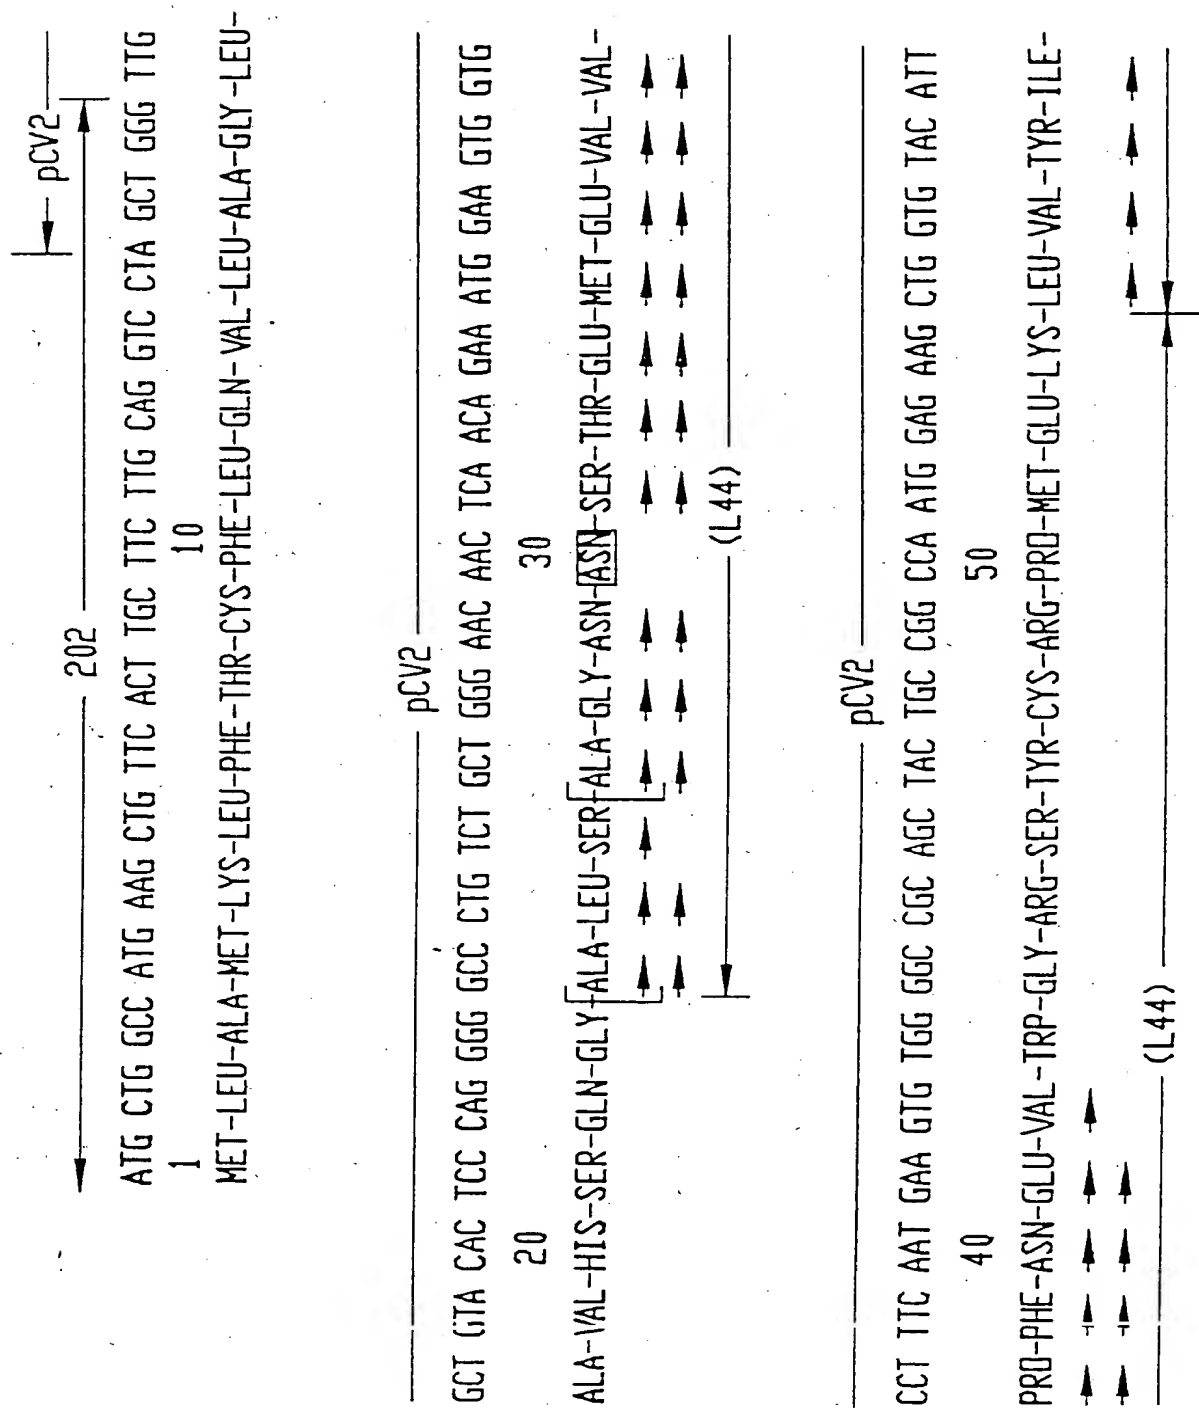 pCV2
202
ATG CTG GCC ATG AAG CTG TTC ACT TGC TTC TTG CAG GTC CTA GCT GGG TTG
1 10
MET-LEU-ALA-MET-LYS-LEU-PHE-THR-CYS-PHE-LEU-GLN-VAL-LEU-ALA-GLY-LEU-
pCV2
GCT GTA CAC TCC CAG GGG GCC CTG TCT GCT GGG AAC AAC TCA ACA GAA ATG GAA GTG GTG
20 30
ALA-VAL-HIS-SER-GLN-GLY-ALA-LEU-SER-ALA-GLY-ASN-ASN-SER-THR-GLU-MET-GLU-VAL-VAL-
(L44)
pCV2
CCT TTC AAT GAA GTG TGG GGC CGC AGC TAC TGC CGG CCA ATG GAG AAG CTG GTG TAC ATT
40 50
PRO-PHE-ASN-GLU-VAL-TRP-GLY-ARG-SER-TYR-CYS-ARG-PRO-MET-GLU-LYS-LEU-VAL-TYR-ILE-
(L44)